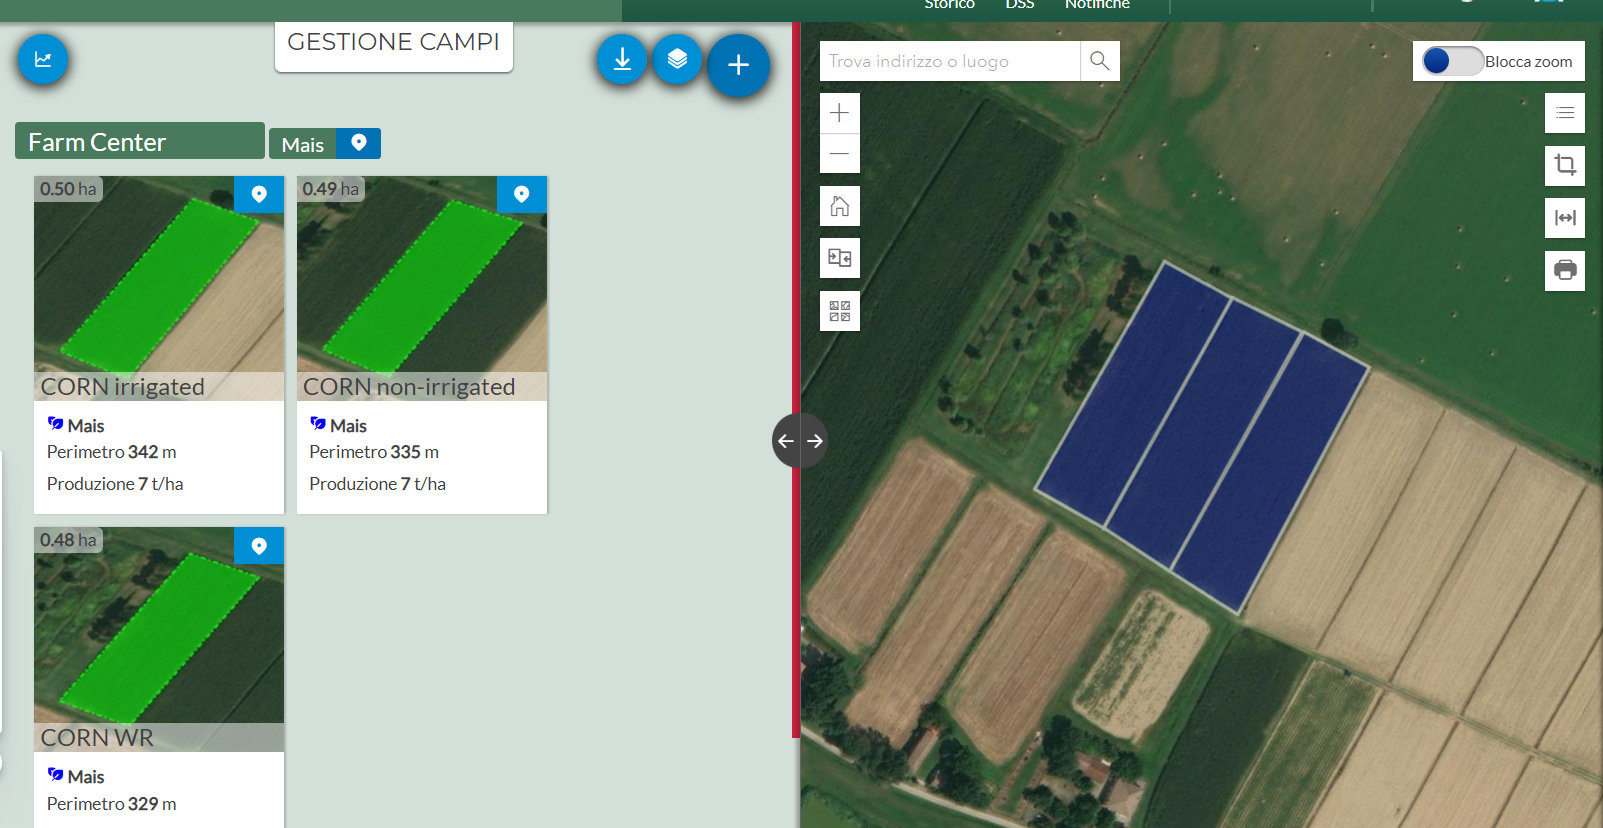 Storico DSS Notifiche
GESTIONE CAMPI
Trova indirizzo o luogo
Blocca zoom
Farm Center
Mais
0.50 ha
CORN irrigated
Mais
Perimetro 342 m
Produzione 7 t/ha
0.49 ha
CORN non-irrigated
Mais
Perimetro 335 m
Produzione 7 t/ha
0.48 ha
CORN WR
Mais
Perimetro 329 m